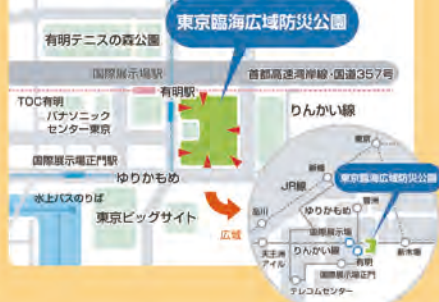 東京臨海広域防災公園
有明テニスの森公園
国際展示場駅
首都高速湾岸線・国道357号
有明駅
TOC有明
パナソニック
センター東京
りんかい線
国際展示場正門駅
ゆりかもめ
水上バスのりば
東京ビッグサイト
広域
東京
新橋
東京臨海広域防災公園
JR線
豊洲
品川
ゆりかもめ
国際展示場
天王洲
アイル
りんかい線
有明
新木場
国際展示場正門
テレコムセンター